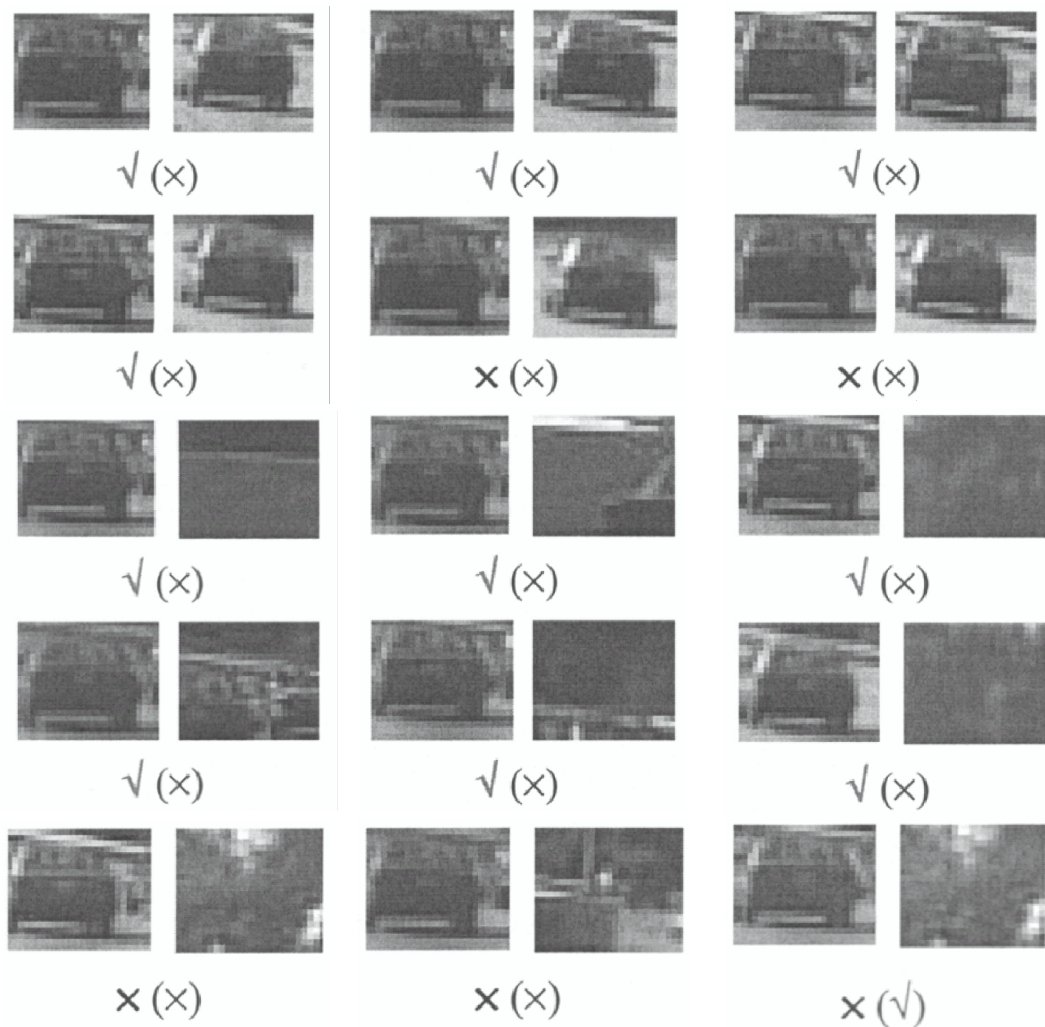 √ (×) √ (×) √ (×)
√ (×) × (×) × (×)
√ (×) √ (×) √ (×)
√ (×) √ (×) √ (×)
× (×) × (×) × (√)